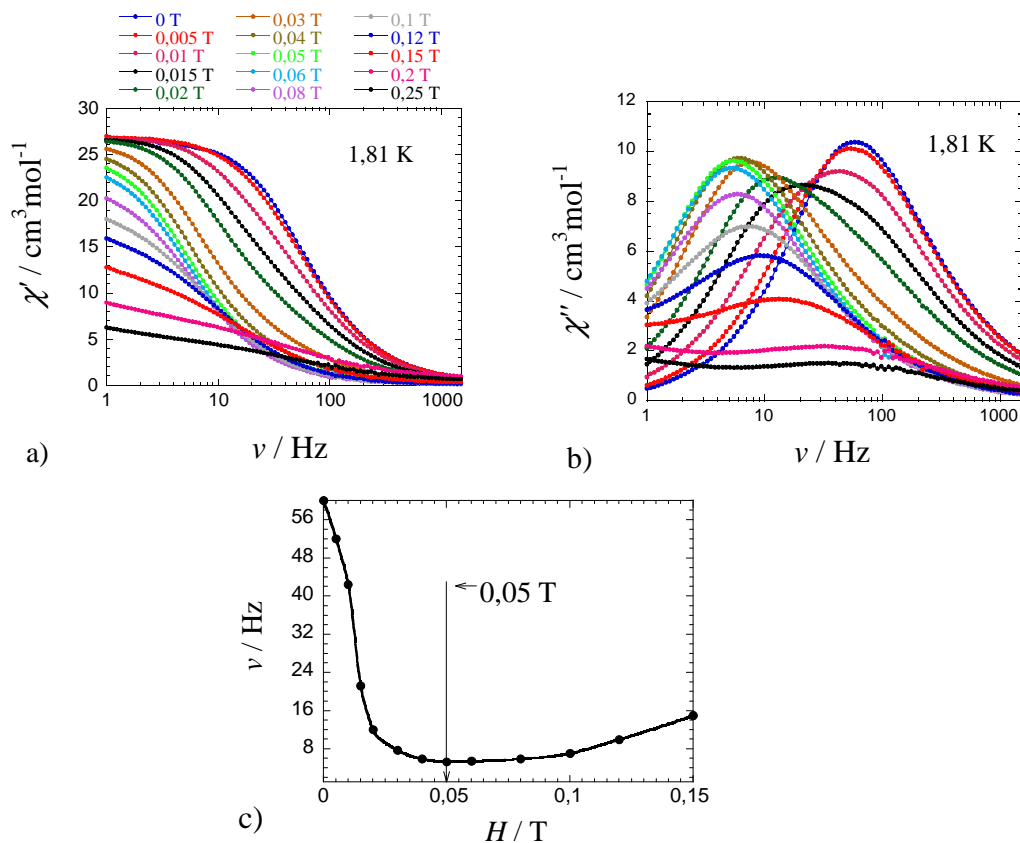 0 T 0,03 T 0,1 T
0,005 T 0,04 T 0,12 T
0,01 T 0,05 T 0,15 T
0,015 T 0,06 T 0,2 T
0,02 T 0,08 T 0,25 T
30
25
20
15
10
5
0
χ' / cm³mol⁻¹
1,81 K
1 10 100 1000
ν / Hz
a)
12
10
8
6
4
2
0
χ'' / cm³mol⁻¹
1,81 K
1 10 100 1000
ν / Hz
b)
56
48
40
32
24
16
8
ν / Hz
0,05 T
0 0,05 0,1 0,15
H / T
c)